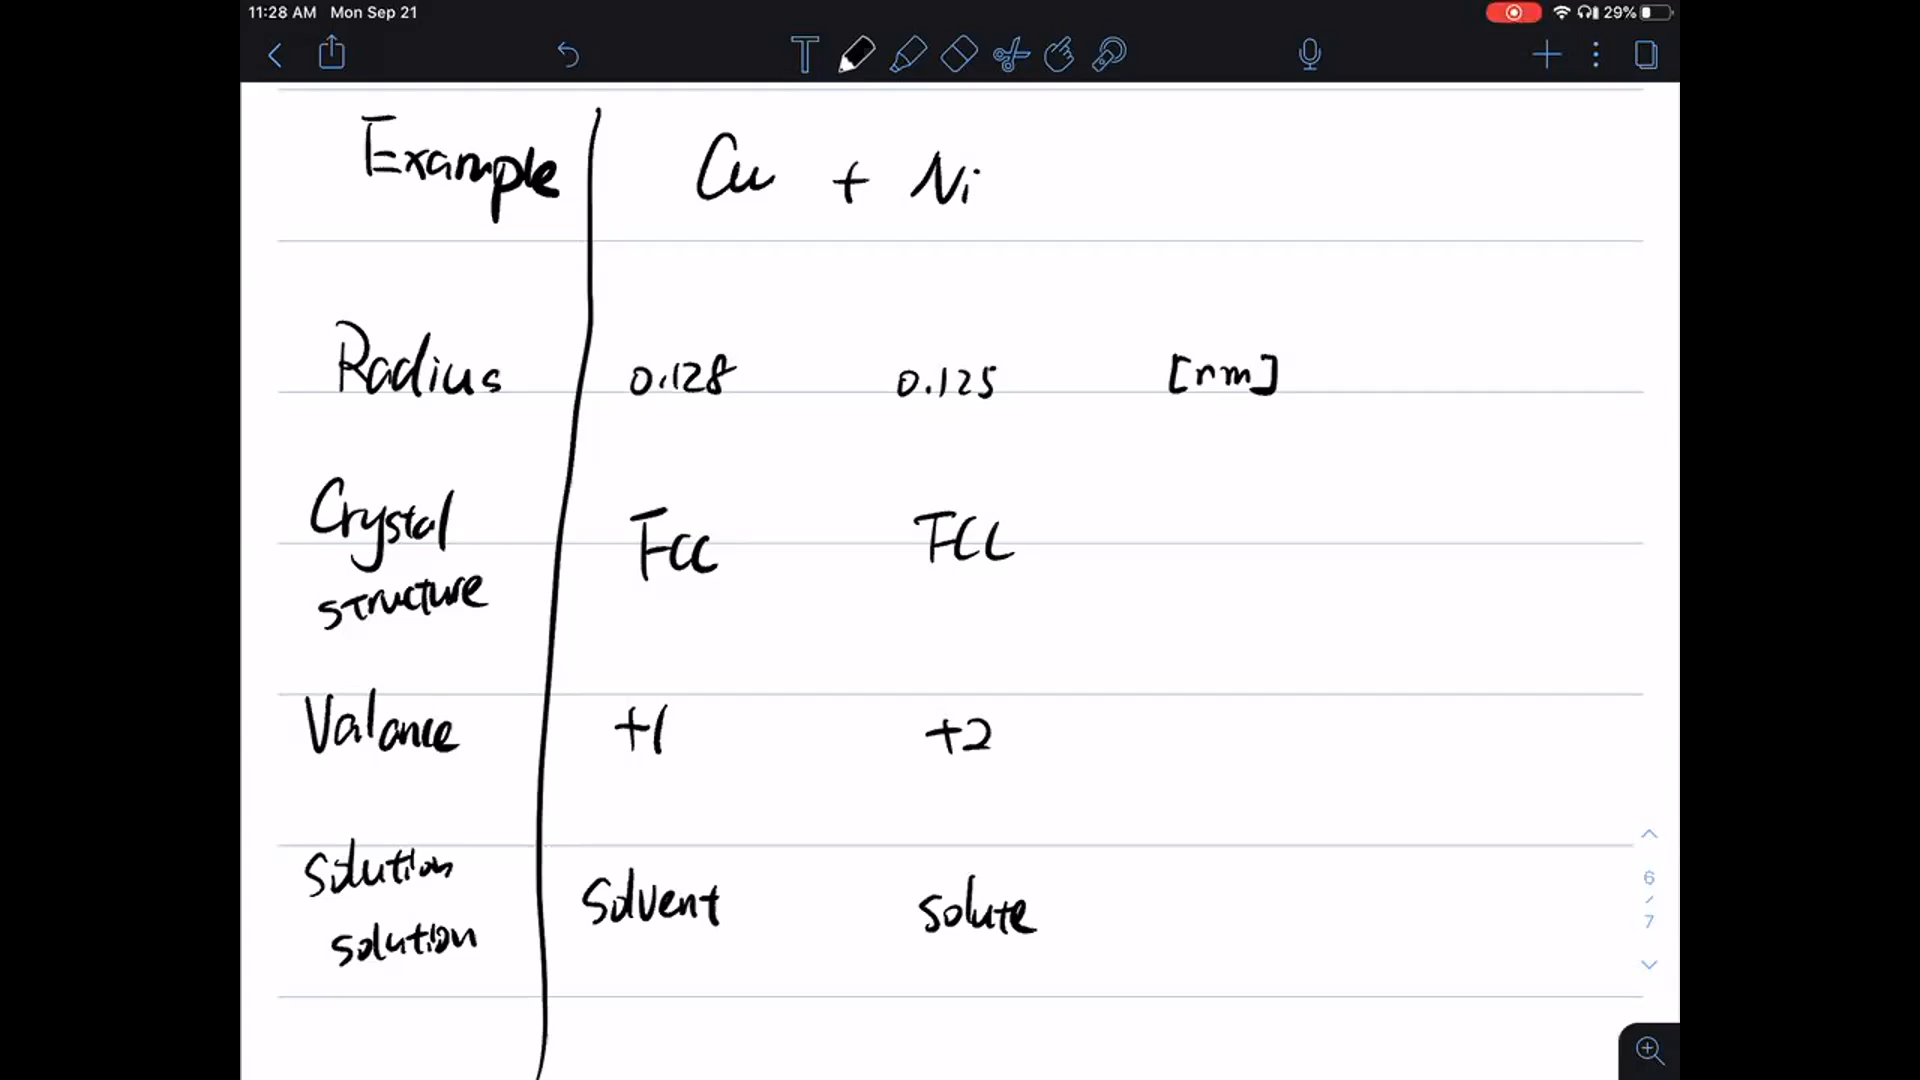 11:28 AM Mon Sep 21
29%
Example Cu + Ni
Radius 0.128 0.125 [nm]
Crystal structure FCC FCC
Valance +1 +2
Solution solution Solvent solute
6
/
7